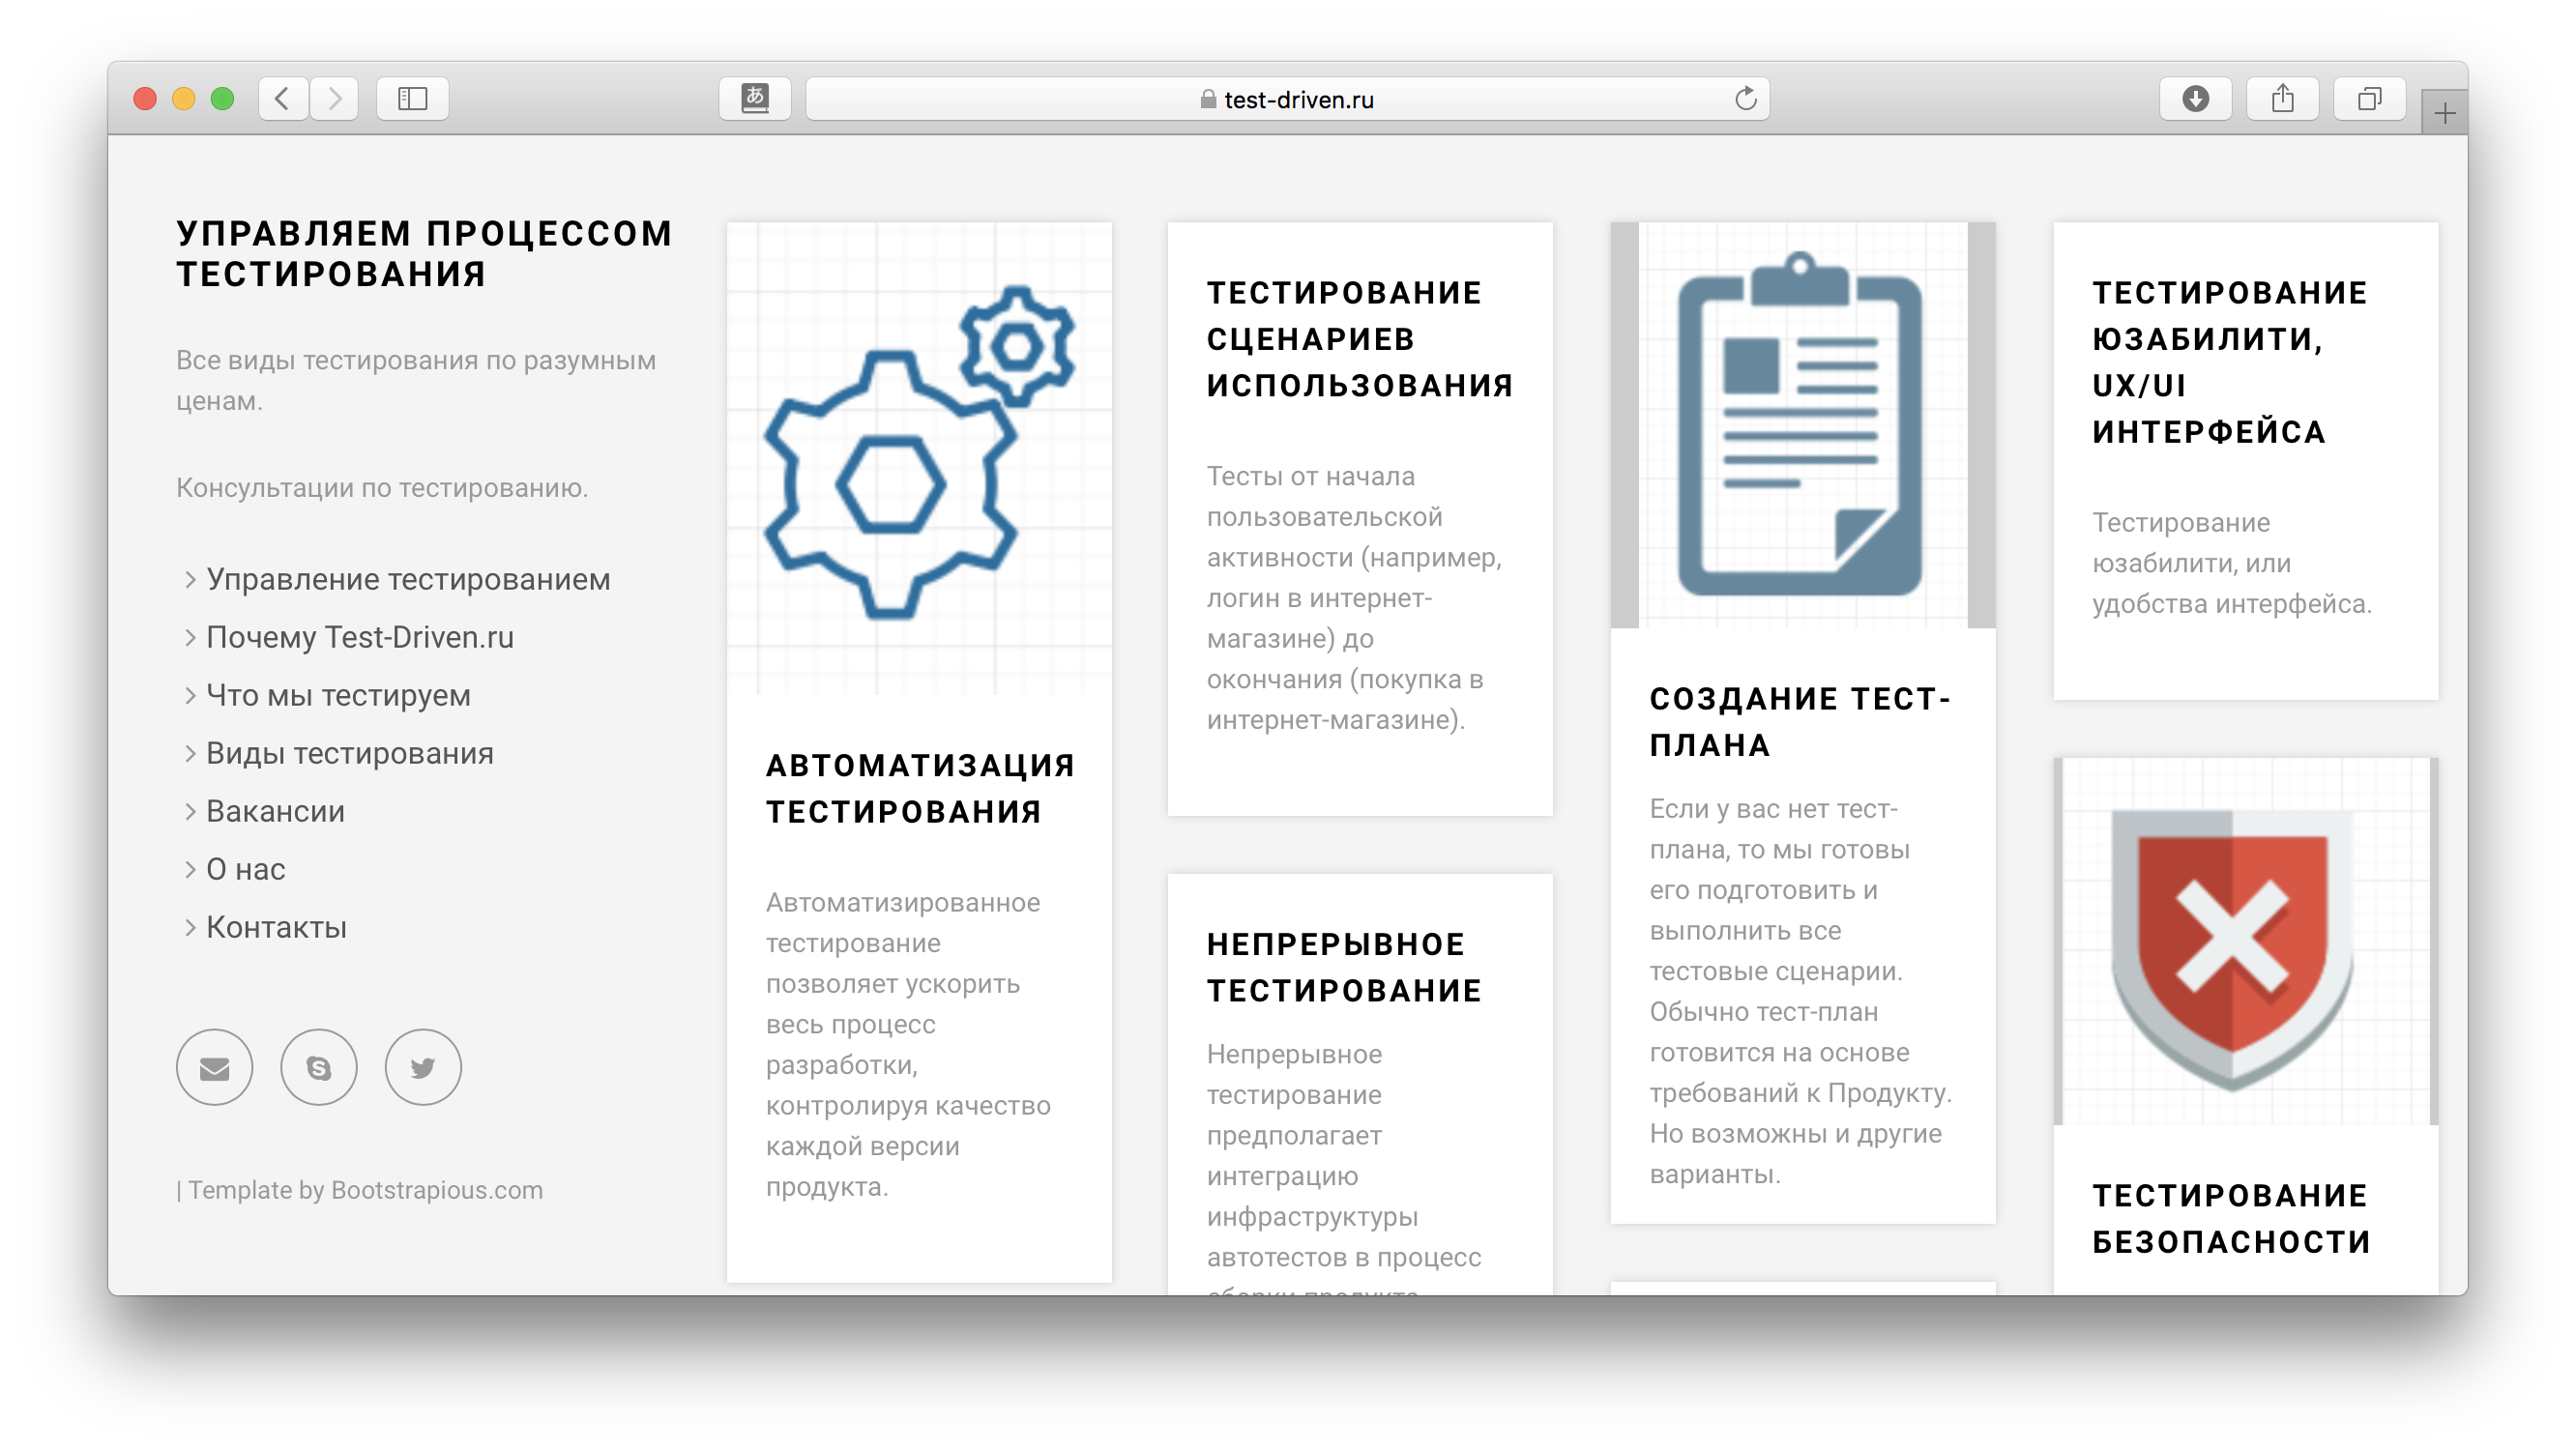 test-driven.ru
УПРАВЛЯЕМ ПРОЦЕССОМ
ТЕСТИРОВАНИЯ
Все виды тестирования по разумным
ценам.
Консультации по тестированию.
Управление тестированием
Почему Test-Driven.ru
Что мы тестируем
Виды тестирования
Вакансии
О нас
Контакты
| Template by Bootstrapious.com
АВТОМАТИЗАЦИЯ
ТЕСТИРОВАНИЯ
Автоматизированное
тестирование
позволяет ускорить
весь процесс
разработки,
контролируя качество
каждой версии
продукта.
ТЕСТИРОВАНИЕ
СЦЕНАРИЕВ
ИСПОЛЬЗОВАНИЯ
Тесты от начала
пользовательской
активности (например,
логин в интернет-
магазине) до
окончания (покупка в
интернет-магазине).
НЕПРЕРЫВНОЕ
ТЕСТИРОВАНИЕ
Непрерывное
тестирование
предполагает
интеграцию
инфраструктуры
автотестов в процесс
СОЗДАНИЕ ТЕСТ-
ПЛАНА
Если у вас нет тест-
плана, то мы готовы
его подготовить и
выполнить все
тестовые сценарии.
Обычно тест-план
готовится на основе
требований к Продукту.
Но возможны и другие
варианты.
ТЕСТИРОВАНИЕ
ЮЗАБИЛИТИ,
UX/UI
ИНТЕРФЕЙСА
Тестирование
юзабилити, или
удобства интерфейса.
ТЕСТИРОВАНИЕ
БЕЗОПАСНОСТИ